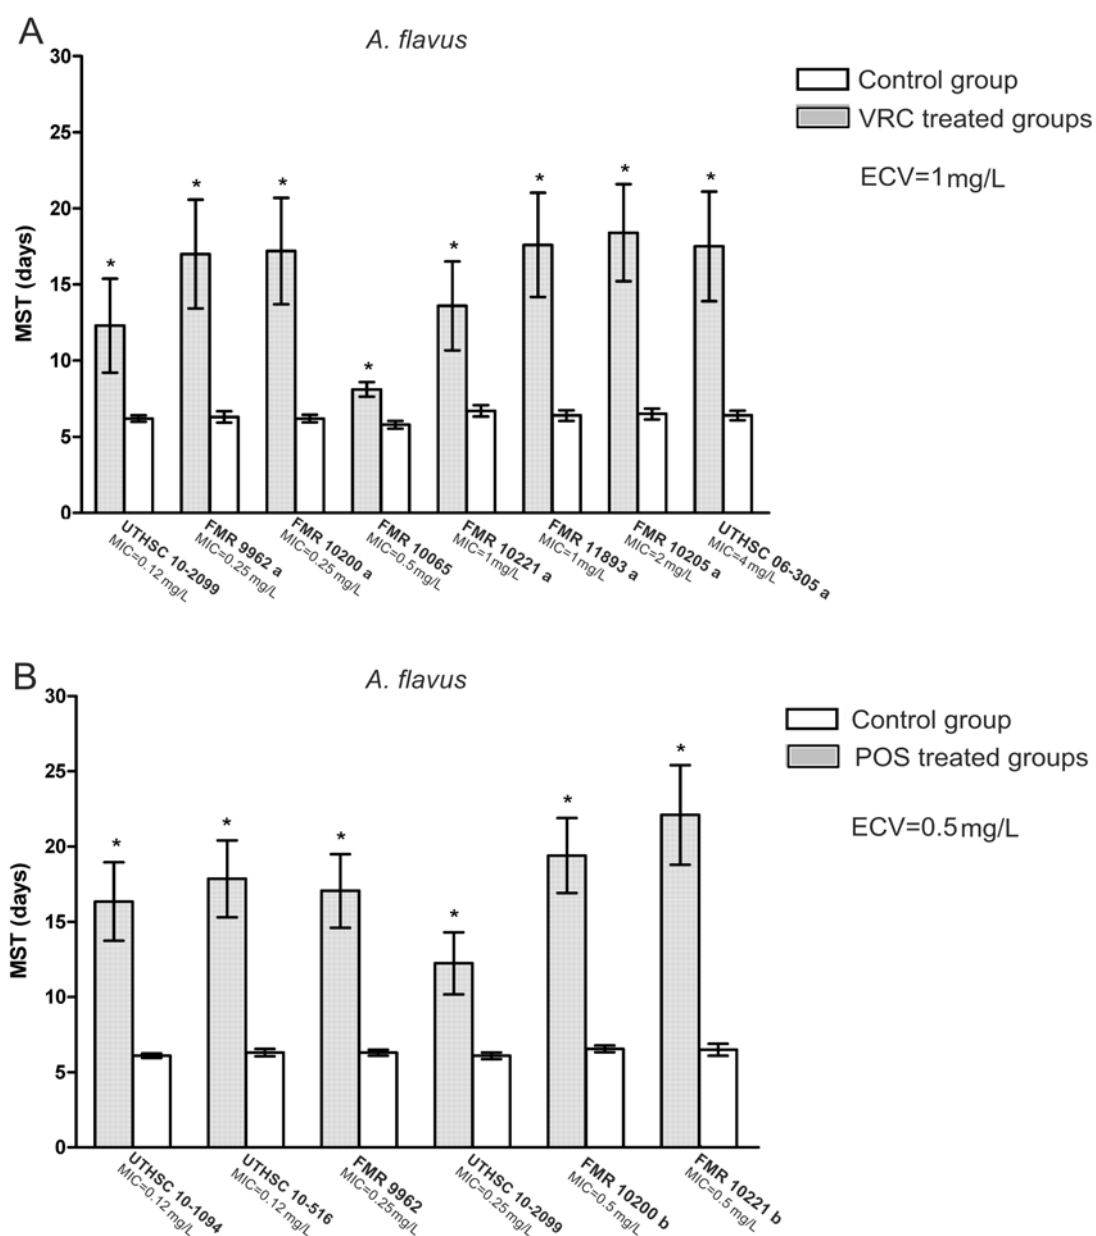 A
A. flavus
30
25
20
15
10
5
0
MST (days)
Control group
VRC treated groups
ECV=1mg/L
* * * * * * * *
UTHSC 10-2099
MIC=0.12 mg/L
FMR 9962 a
MIC=0.25 mg/L
FMR 10200 a
MIC=0.25 mg/L
FMR 10065
MIC=0.5 mg/L
FMR 10221 a
MIC=1 mg/L
FMR 11893 a
MIC=1 mg/L
FMR 10205 a
MIC=2 mg/L
UTHSC 06-305 a
MIC=4 mg/L
B
A. flavus
30
25
20
15
10
5
0
MST (days)
Control group
POS treated groups
ECV=0.5mg/L
* * * * * *
UTHSC 10-1094
MIC=0.12 mg/L
UTHSC 10-516
MIC=0.12 mg/L
FMR 9962
MIC=0.25 mg/L
UTHSC 10-2099
MIC=0.25 mg/L
FMR 10200 b
MIC=0.5 mg/L
FMR 10221 b
MIC=0.5 mg/L